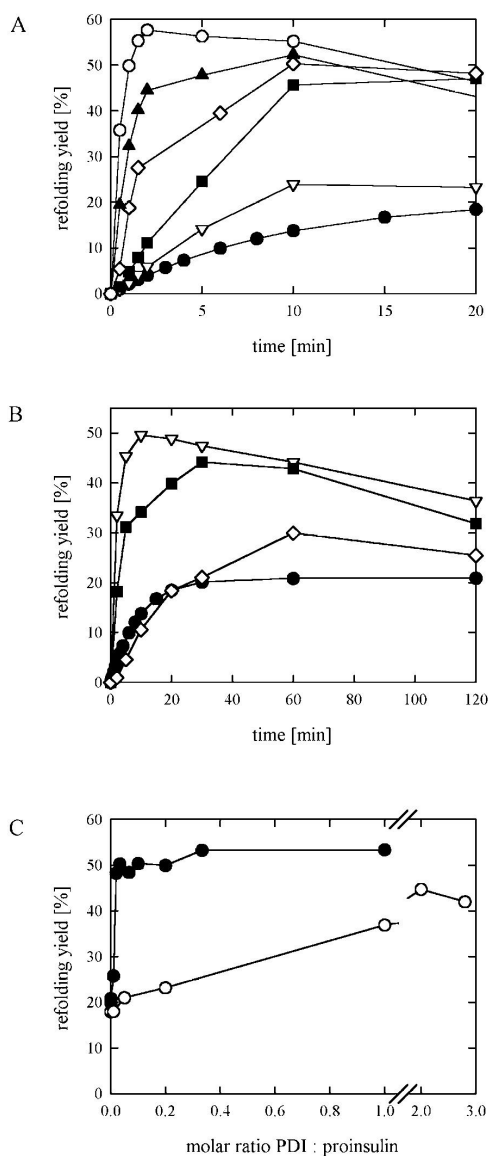 A
refolding yield [%]
60
50
40
30
20
10
0
0 5 10 15 20
time [min]
B
refolding yield [%]
50
40
30
20
10
0
0 20 40 60 80 100 120
time [min]
C
refolding yield [%]
60
50
40
30
20
10
0
0.0 0.2 0.4 0.6 0.8 1.0 2.0 3.0
molar ratio PDI : proinsulin